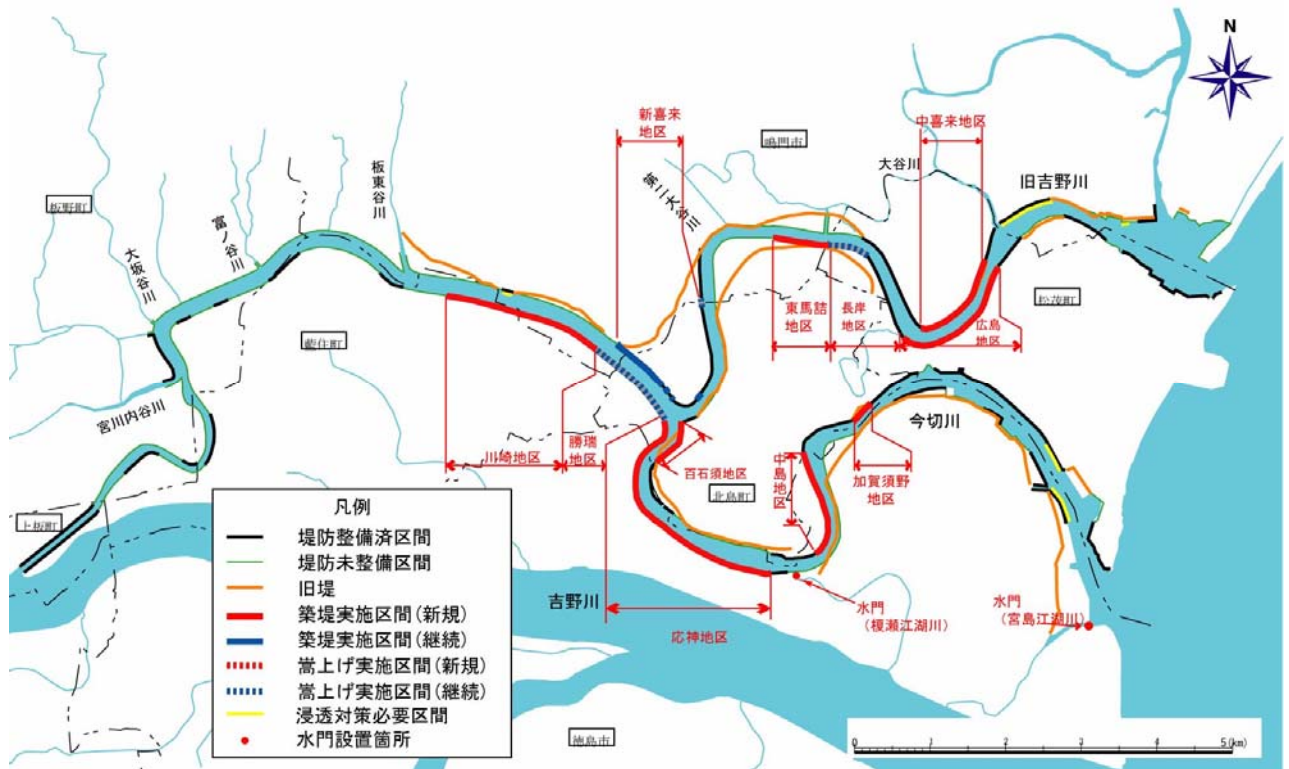 N
新喜来
地区
鳴門市
中喜来地区
大谷川
旧吉野川
板東谷川
第二大谷川
板野町
富ノ谷川
大坂谷川
松茂町
東馬詰
地区
長岸
地区
広島
地区
藍住町
宮川内谷川
今切川
川崎地区
勝瑞
地区
百石須地区
中島地区
加賀須野
地区
北島町
上板町
凡例
堤防整備済区間
堤防未整備区間
旧堤
築堤実施区間(新規)
築堤実施区間(継続)
嵩上げ実施区間(新規)
嵩上げ実施区間(継続)
浸透対策必要区間
水門設置箇所
吉野川
応神地区
水門
(榎瀬江湖川)
水門
(宮島江湖川)
徳島市
0 1 2 3 4 5(km)